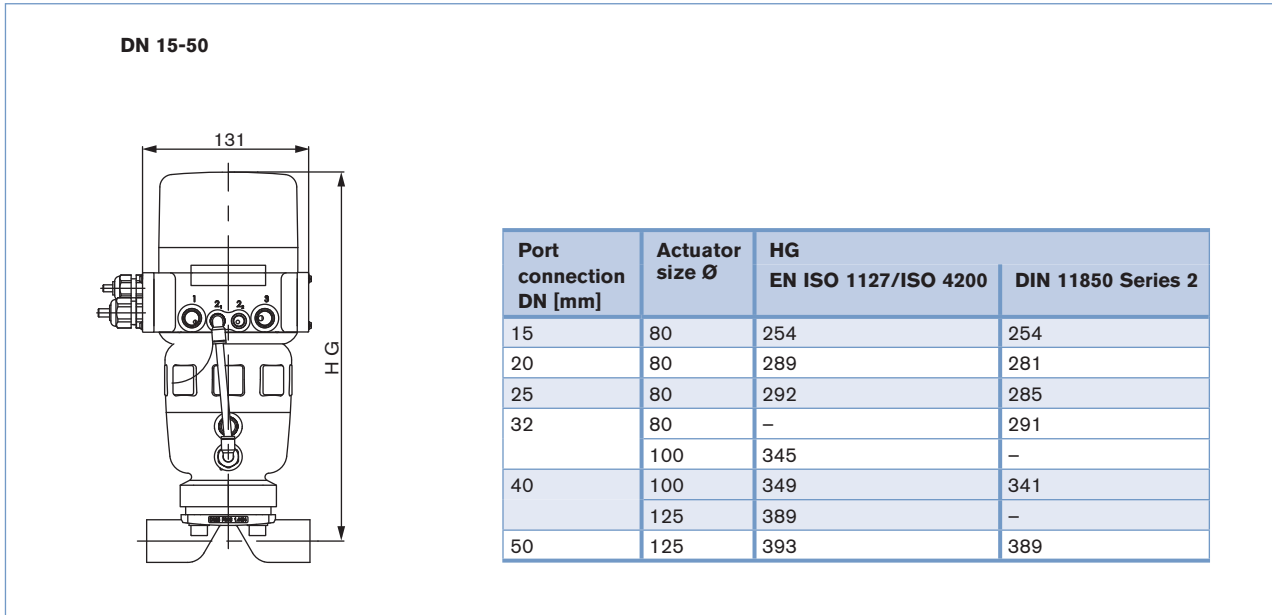 DN 15-50
131
1
2₁
2₂
3
H G
Port connection DN [mm] Actuator size Ø HG
EN ISO 1127/ISO 4200 DIN 11850 Series 2
15 80 254 254
20 80 289 281
25 80 292 285
32 80 – 291
100 345 –
40 100 349 341
125 389 –
50 125 393 389